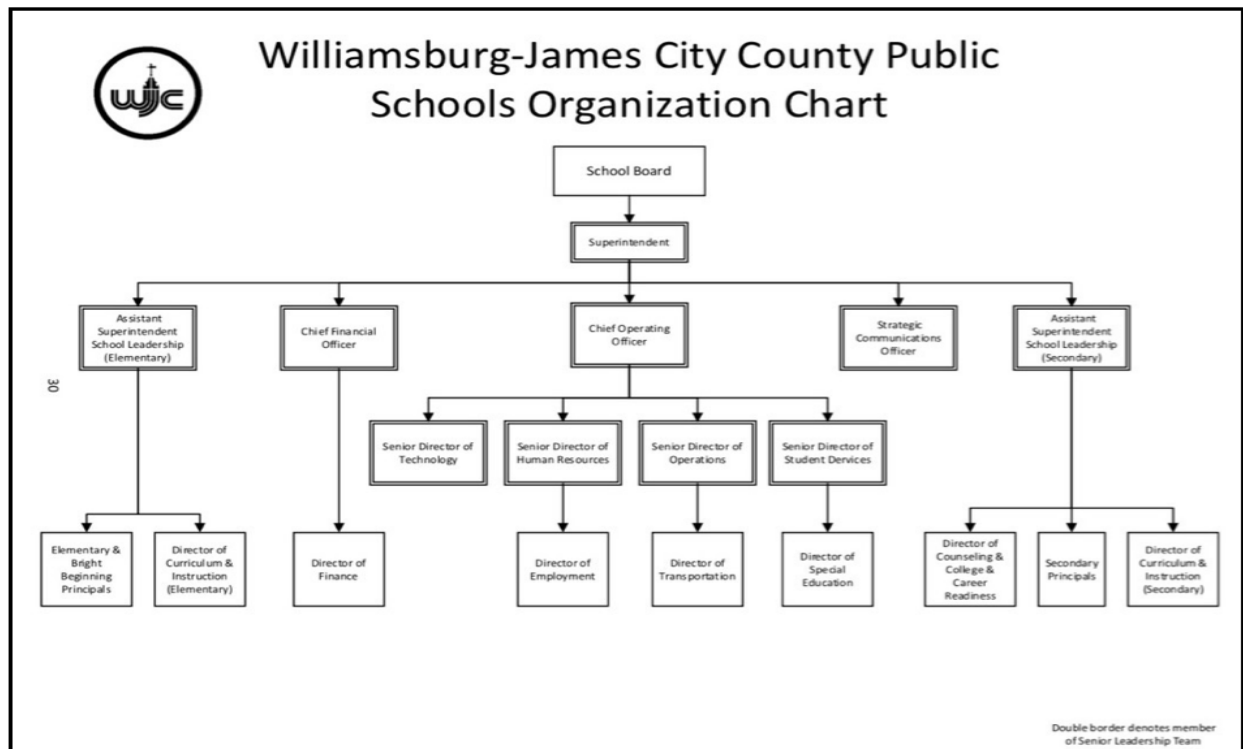 Williamsburg-James City County Public
Schools Organization Chart
WJC
School Board
Superintendent
Assistant
Superintendent
School Leadership
(Elementary)
Chief Financial
Officer
Chief Operating
Officer
Strategic
Communications
Officer
Assistant
Superintendent
School Leadership
(Secondary)
30
Senior Director of
Technology
Senior Director of
Human Resources
Senior Director of
Operations
Senior Director of
Student Dervices
Elementary &
Bright
Beginning
Principals
Director of
Curriculum &
Instruction
(Elementary)
Director of
Finance
Director of
Employment
Director of
Transportation
Director of
Special
Education
Director of
Counseling &
College &
Career
Readiness
Secondary
Principals
Director of
Curriculum &
Instruction
(Secondary)
Double border denotes member
of Senior Leadership Team